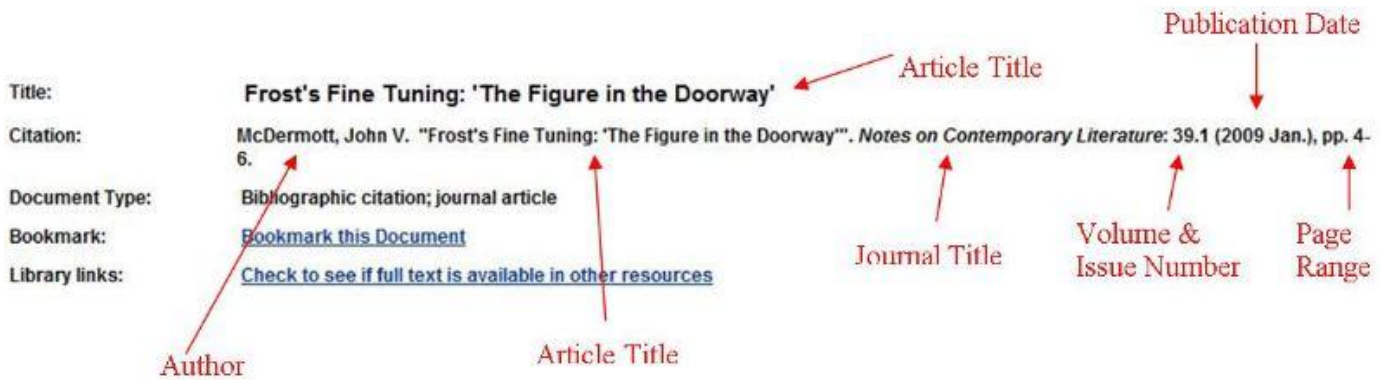 Publication Date
Article Title
Title: Frost's Fine Tuning: 'The Figure in the Doorway'
Citation: McDermott, John V. "Frost's Fine Tuning: 'The Figure in the Doorway'". Notes on Contemporary Literature: 39.1 (2009 Jan.), pp. 4-
6.
Document Type: Bibliographic citation; journal article
Bookmark: Bookmark this Document
Library links: Check to see if full text is available in other resources
Journal Title
Volume &
Issue Number
Page
Range
Author
Article Title